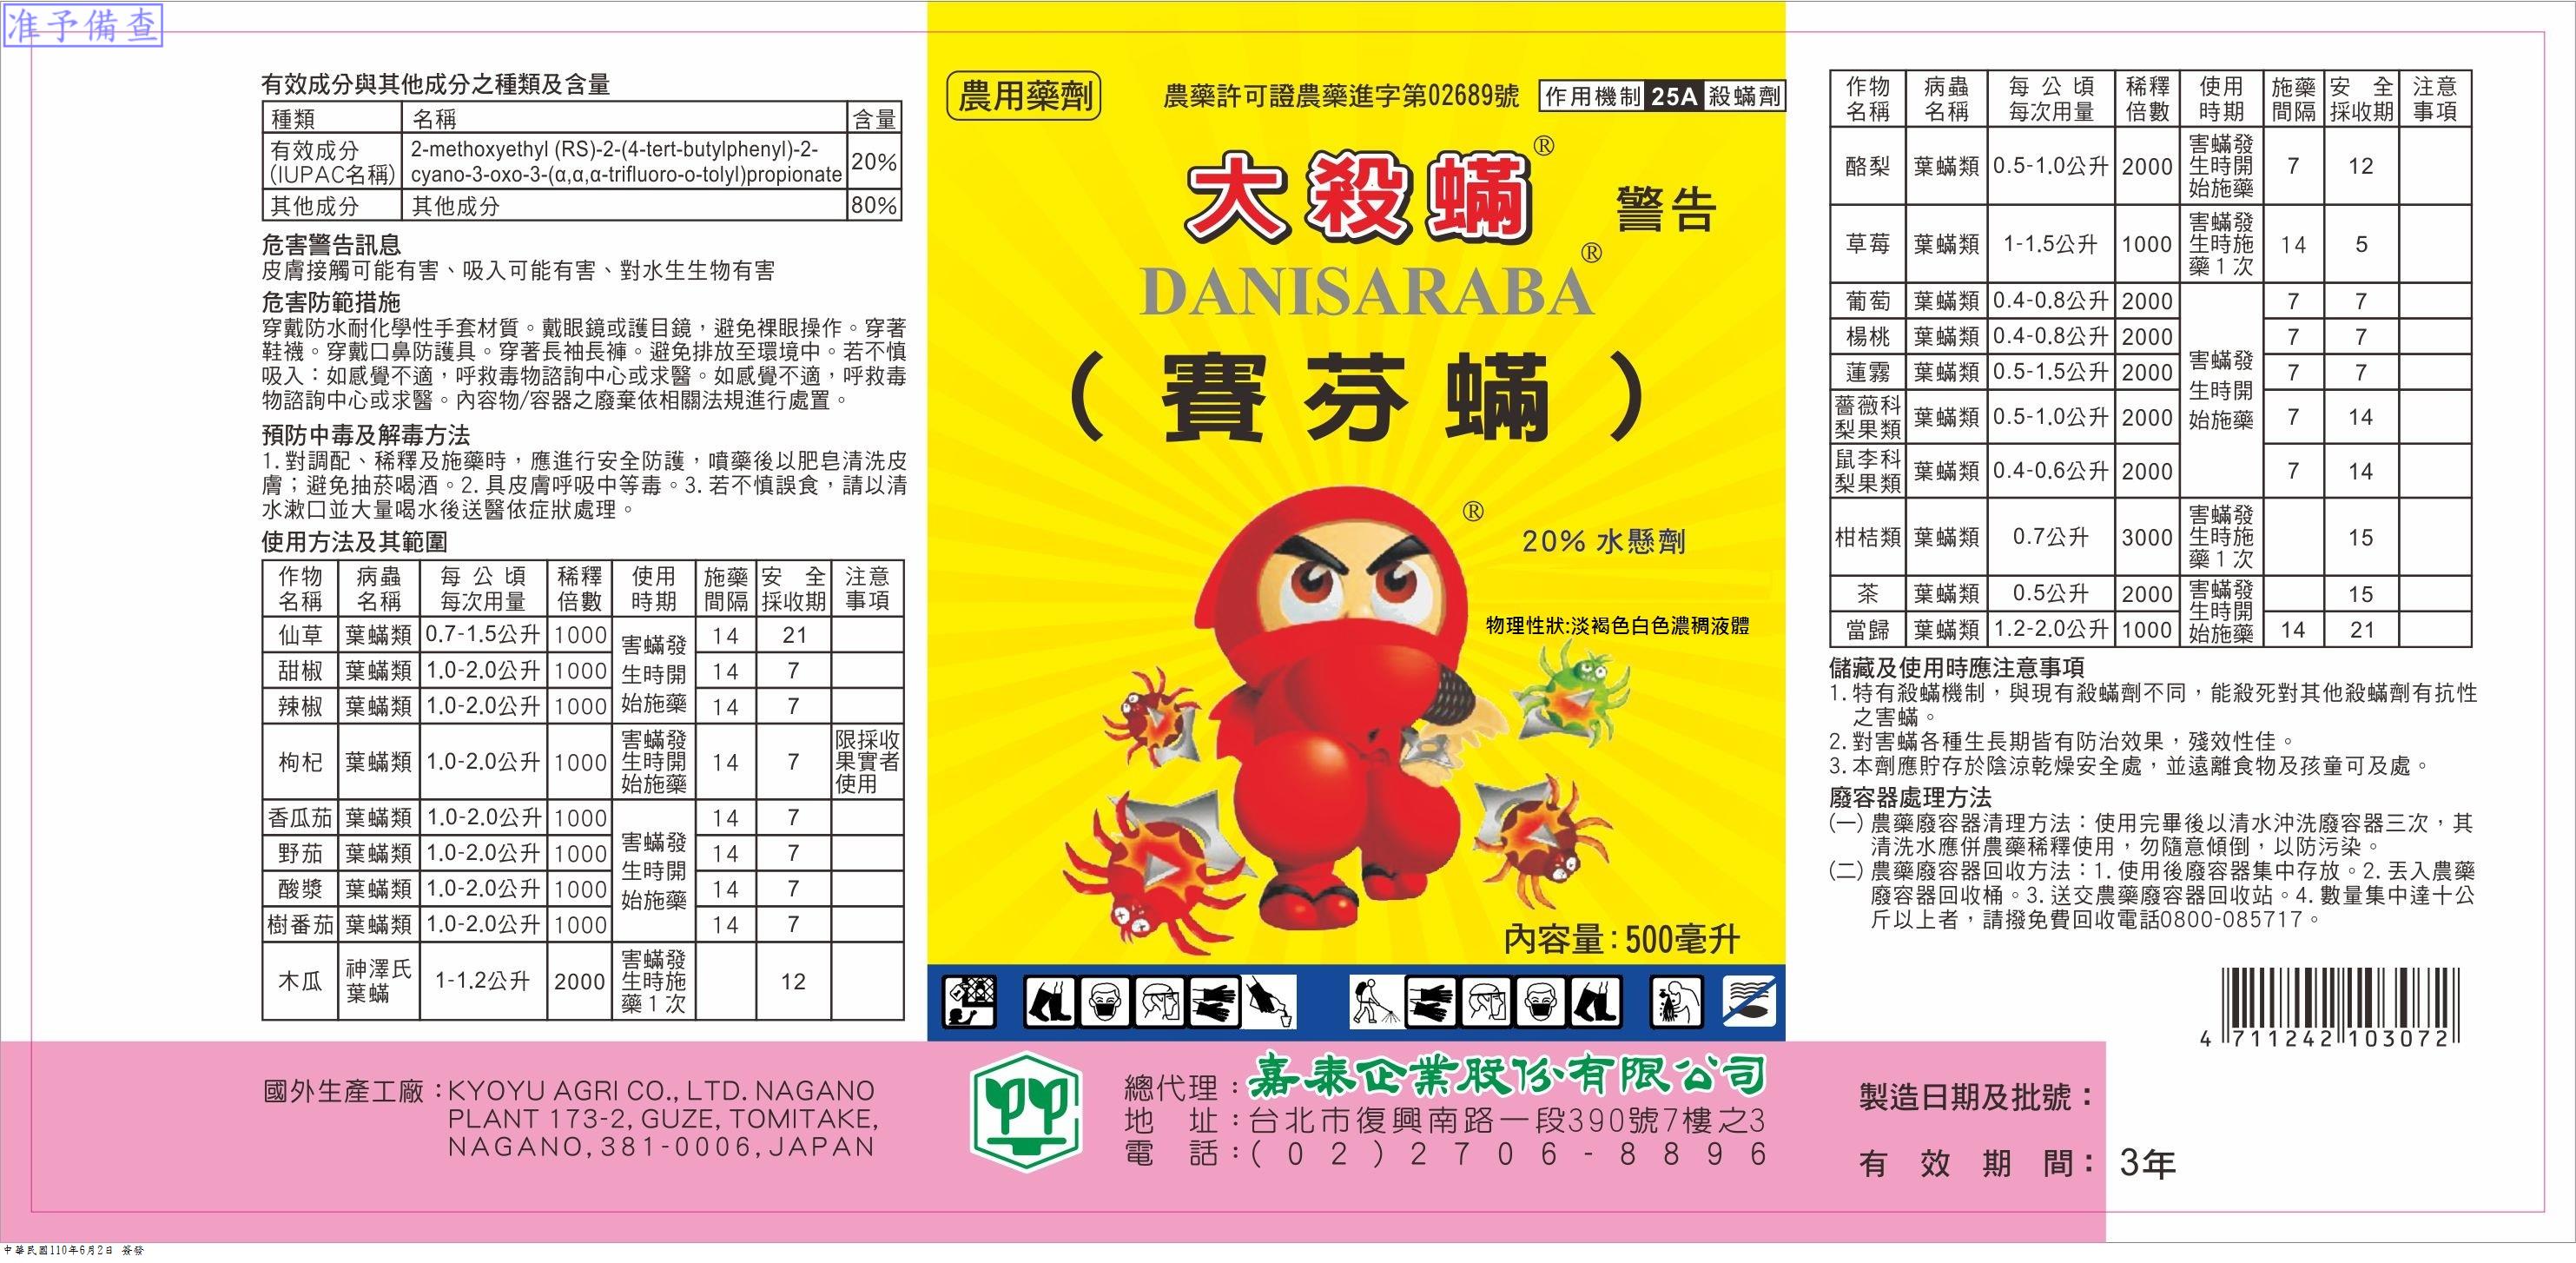 准予備查
有效成分與其他成分之種類及含量
種類 名稱 含量
有效成分 2-methoxyethyl (RS)-2-(4-tert-butylphenyl)-2- 20%
(IUPAC名稱) cyano-3-oxo-3-(α,α,α-trifluoro-o-tolyl)propionate
其他成分 其他成分 80%
危害警告訊息
皮膚接觸可能有害、吸入可能有害、對水生生物有害
危害防範措施
穿戴防水耐化學性手套材質。戴眼鏡或護目鏡，避免裸眼操作。穿著
鞋襪。穿戴口鼻防護具。穿著長袖長褲。避免排放至環境中。若不慎
吸入：如感覺不適，呼救毒物諮詢中心或求醫。如感覺不適，呼救毒
物諮詢中心或求醫。內容物/容器之廢棄依相關法規進行處置。
預防中毒及解毒方法
1. 對調配、稀釋及施藥時，應進行安全防護，噴藥後以肥皂清洗皮
膚；避免抽菸喝酒。2. 具皮膚呼吸中等毒。3. 若不慎誤食，請以清
水漱口並大量喝水後送醫依症狀處理。
使用方法及其範圍
作物 病蟲 每公頃 稀釋 使用 施藥 安全 注意
名稱 名稱 每次用量 倍數 時期 間隔 採收期 事項
仙草 葉蟎類 0.7-1.5公升 1000 害蟎發 14 21
甜椒 葉蟎類 1.0-2.0公升 1000 生時開 14 7
辣椒 葉蟎類 1.0-2.0公升 1000 始施藥 14 7
害蟎發 限採收
枸杞 葉蟎類 1.0-2.0公升 1000 生時開 14 7 果實者
始施藥 使用
香瓜茄 葉蟎類 1.0-2.0公升 1000 14 7
害蟎發
野茄 葉蟎類 1.0-2.0公升 1000 14 7
生時開
酸漿 葉蟎類 1.0-2.0公升 1000 14 7
始施藥
樹番茄 葉蟎類 1.0-2.0公升 1000 14 7
神澤氏 害蟎發
木瓜 1-1.2公升 2000 生時施 12
葉蟎 藥1次
農用藥劑
農藥許可證農藥進字第02689號
作用機制 25A 殺蟎劑
大殺蟎®
警告
DANISARABA®
（賽芬蟎）
®
20% 水懸劑
物理性狀:淡褐色白色濃稠液體
內容量：500毫升
作物 病蟲 每公頃 稀釋 使用 施藥 安全 注意
名稱 名稱 每次用量 倍數 時期 間隔 採收期 事項
害蟎發
酪梨 葉蟎類 0.5-1.0公升 2000 生時開 7 12
始施藥
害蟎發
草莓 葉蟎類 1-1.5公升 1000 生時施 14 5
藥1次
葡萄 葉蟎類 0.4-0.8公升 2000 7 7
楊桃 葉蟎類 0.4-0.8公升 2000 7 7
害蟎發
蓮霧 葉蟎類 0.5-1.5公升 2000 7 7
生時開
薔薇科
葉蟎類 0.5-1.0公升 2000 始施藥 7 14
梨果類
鼠李科
葉蟎類 0.4-0.6公升 2000 7 14
梨果類
害蟎發
柑桔類 葉蟎類 0.7公升 3000 生時施 15
藥1次
茶 葉蟎類 0.5公升 2000 害蟎發 15
生時開
當歸 葉蟎類 1.2-2.0公升 1000 始施藥 14 21
儲藏及使用時應注意事項
1. 特有殺蟎機制，與現有殺蟎劑不同，能殺死對其他殺蟎劑有抗性
之害蟎。
2. 對害蟎各種生長期皆有防治效果，殘效性佳。
3. 本劑應貯存於陰涼乾燥安全處，並遠離食物及孩童可及處。
廢容器處理方法
(一) 農藥廢容器清理方法：使用完畢後以清水沖洗廢容器三次，其
清洗水應併農藥稀釋使用，勿隨意傾倒，以防污染。
(二) 農藥廢容器回收方法：1. 使用後廢容器集中存放。2. 丟入農藥
廢容器回收桶。3. 送交農藥廢容器回收站。4. 數量集中達十公
斤以上者，請撥免費回收電話0800-085717。
4 711242 103072
國外生產工廠：KYOYU AGRI CO., LTD. NAGANO
PLANT 173-2, GUZE, TOMITAKE,
NAGANO, 381-0006, JAPAN
總代理：嘉泰企業股份有限公司
地 址：台北市復興南路一段390號7樓之3
電 話：(02)2706-8896
製造日期及批號：
有效期間：3年
中華民國110年6月2日 簽發